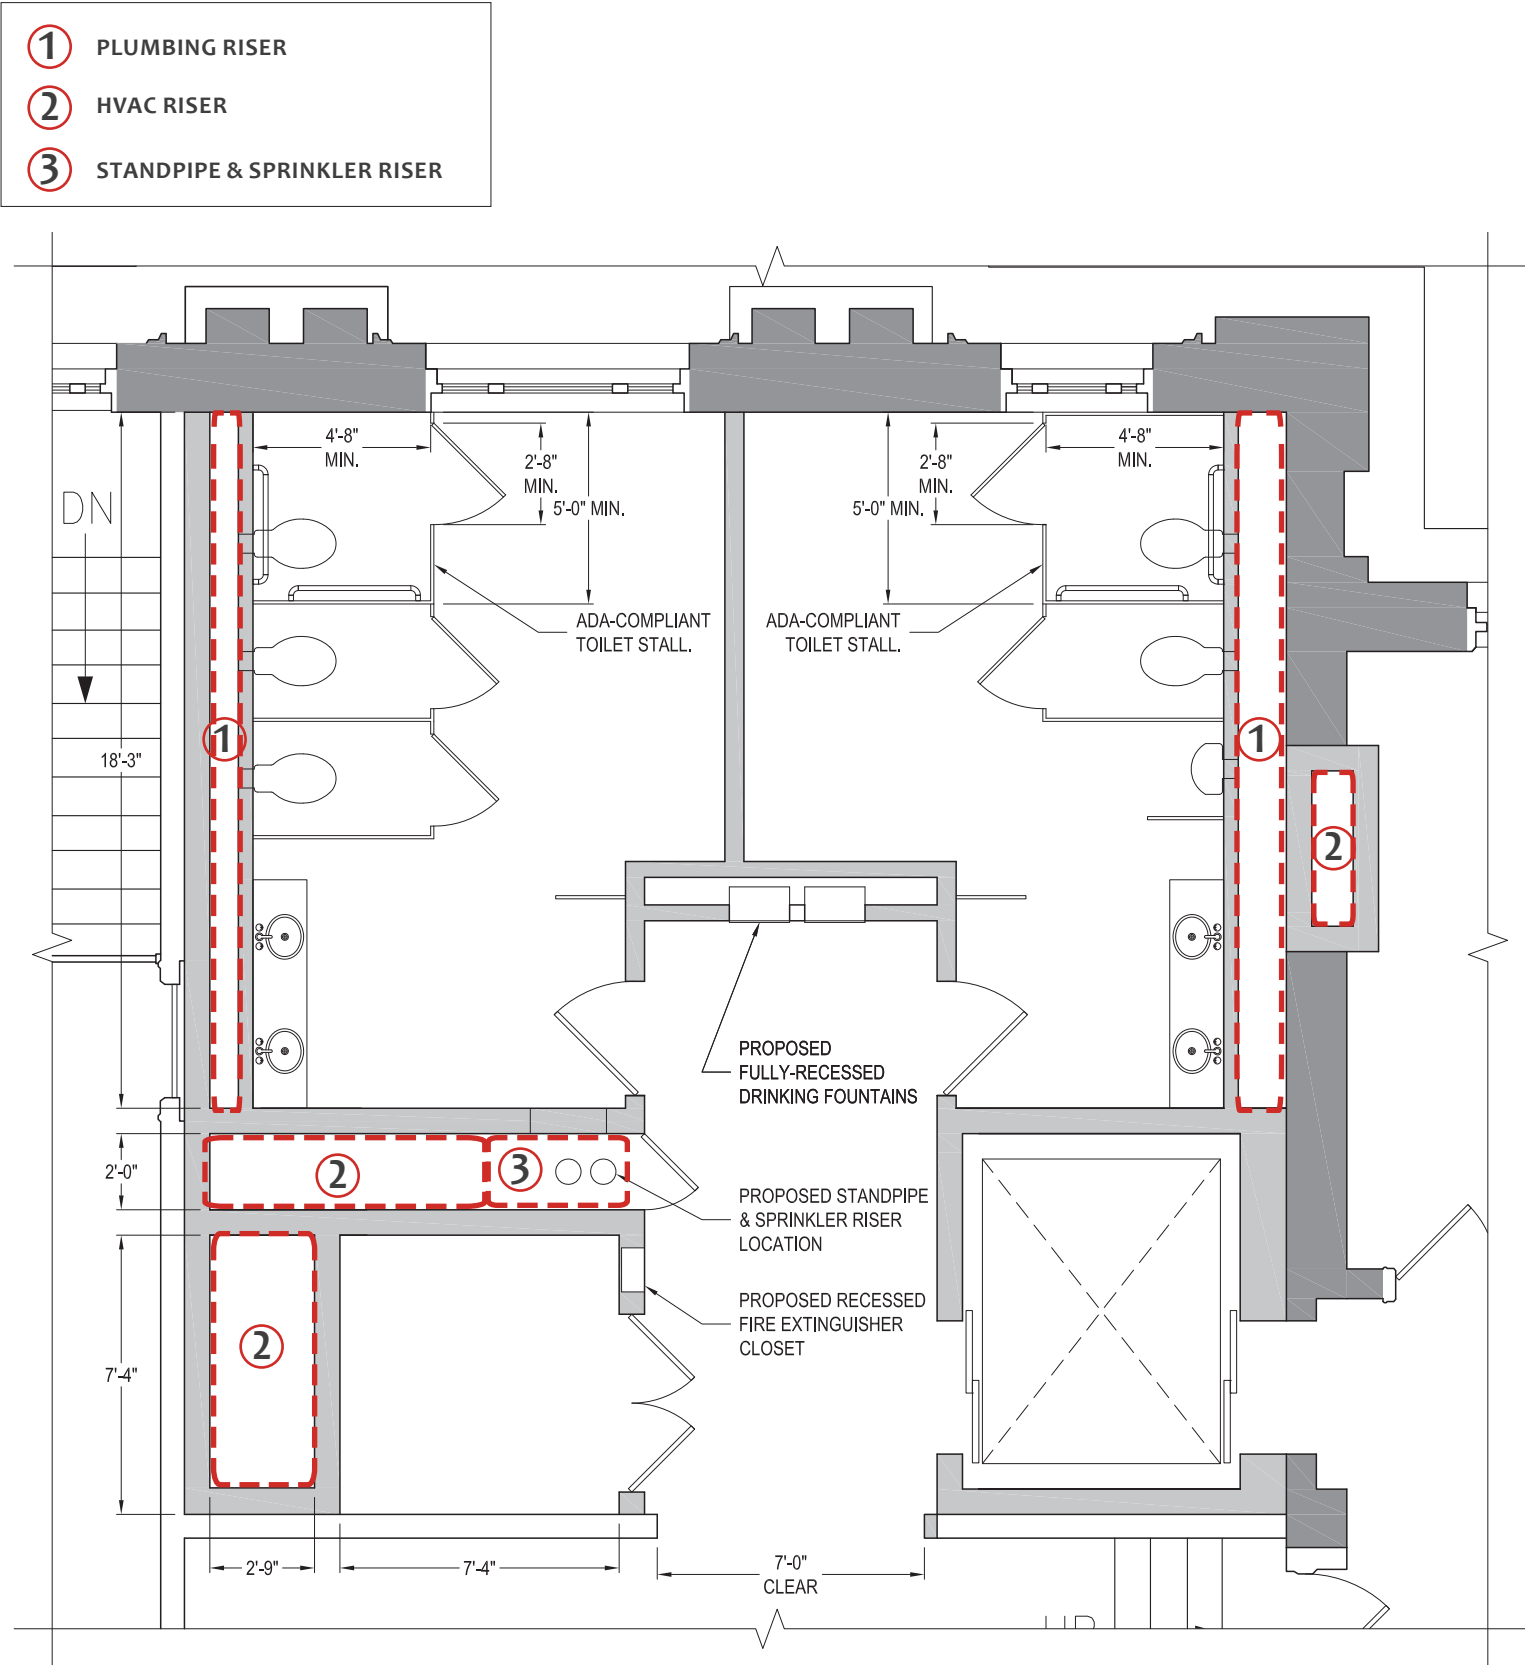 1 PLUMBING RISER
2 HVAC RISER
3 STANDPIPE & SPRINKLER RISER
4'-8"
MIN.
2'-8"
MIN.
5'-0" MIN.
2'-8"
MIN.
5'-0" MIN.
4'-8"
MIN.
DN
ADA-COMPLIANT
TOILET STALL.
ADA-COMPLIANT
TOILET STALL.
18'-3"
1
1
2
PROPOSED
FULLY-RECESSED
DRINKING FOUNTAINS
2'-0"
2
3
PROPOSED STANDPIPE
& SPRINKLER RISER
LOCATION
PROPOSED RECESSED
FIRE EXTINGUISHER
CLOSET
2
7'-4"
2'-9"
7'-4"
7'-0"
CLEAR
UP